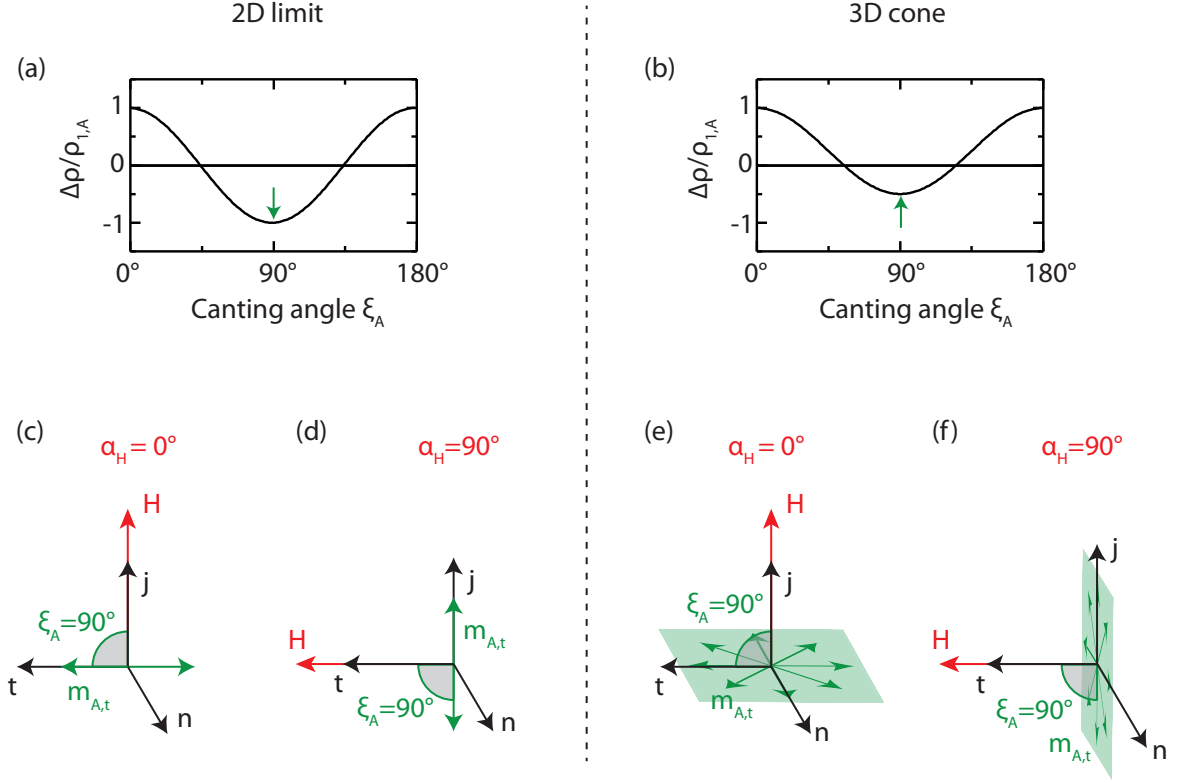 2D limit
3D cone
(a)
Δρ/ρ1,A
1
0
-1
0° 90° 180°
Canting angle ξA
(b)
Δρ/ρ1,A
1
0
-1
0° 90° 180°
Canting angle ξA
(c)
αH = 0°
H
j
ξA=90°
t
mA,t
n
(d)
αH=90°
j
mA,t
H
t
ξA=90°
n
(e)
αH = 0°
H
j
ξA=90°
t
mA,t
n
(f)
αH=90°
j
H
t
ξA=90°
mA,t
n